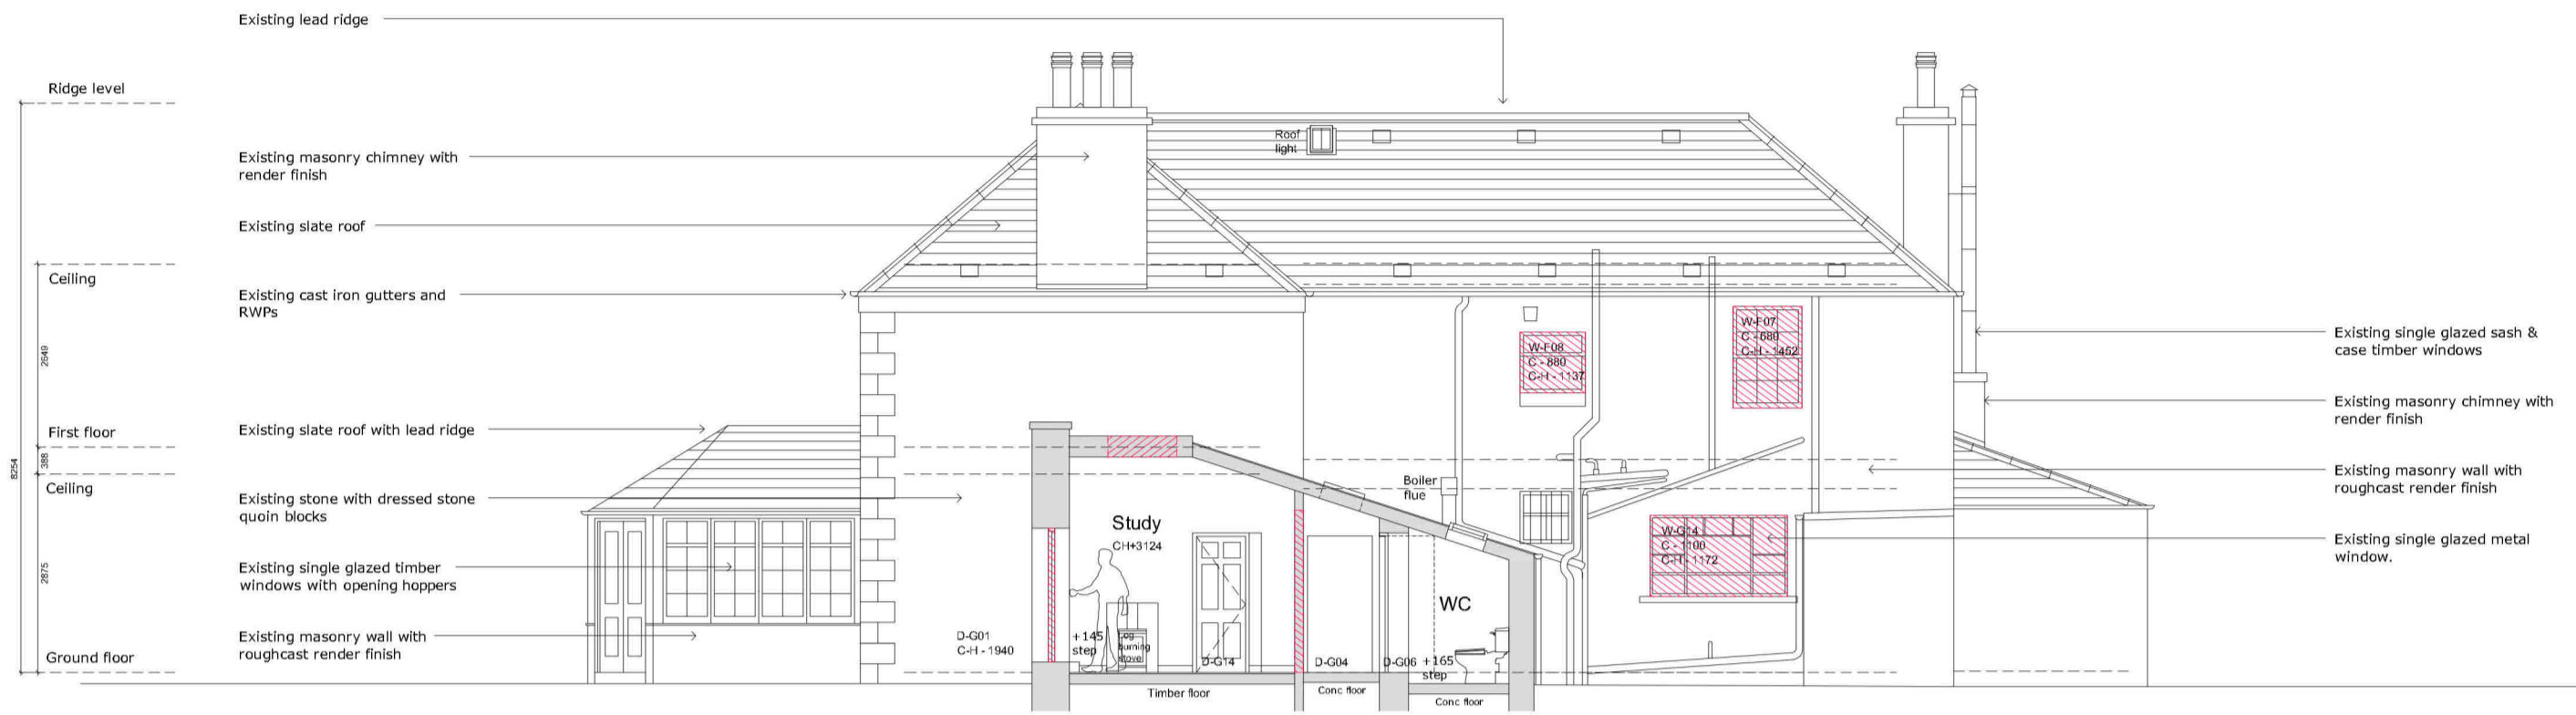 Existing lead ridge
Ridge level
Existing masonry chimney with
render finish
Existing slate roof
Ceiling
Existing cast iron gutters and
RWPs
2649
First floor
Existing slate roof with lead ridge
388
8254
Ceiling
Existing stone with dressed stone
quoin blocks
Existing single glazed timber
windows with opening hoppers
2875
Existing masonry wall with
roughcast render finish
Ground floor
Roof
light
W-F08
C - 880
C-H - 1137
W-F07
C - 680
C-H - 1452
Boiler
flue
Study
CH+3124
W-G14
C - 1100
C-H - 1172
WC
D-G01
C-H - 1940
+145
step
Log
burning
stove
D-G14
D-G04
D-G06
+165
step
Timber floor
Conc floor
Conc floor
Existing single glazed sash &
case timber windows
Existing masonry chimney with
render finish
Existing masonry wall with
roughcast render finish
Existing single glazed metal
window.